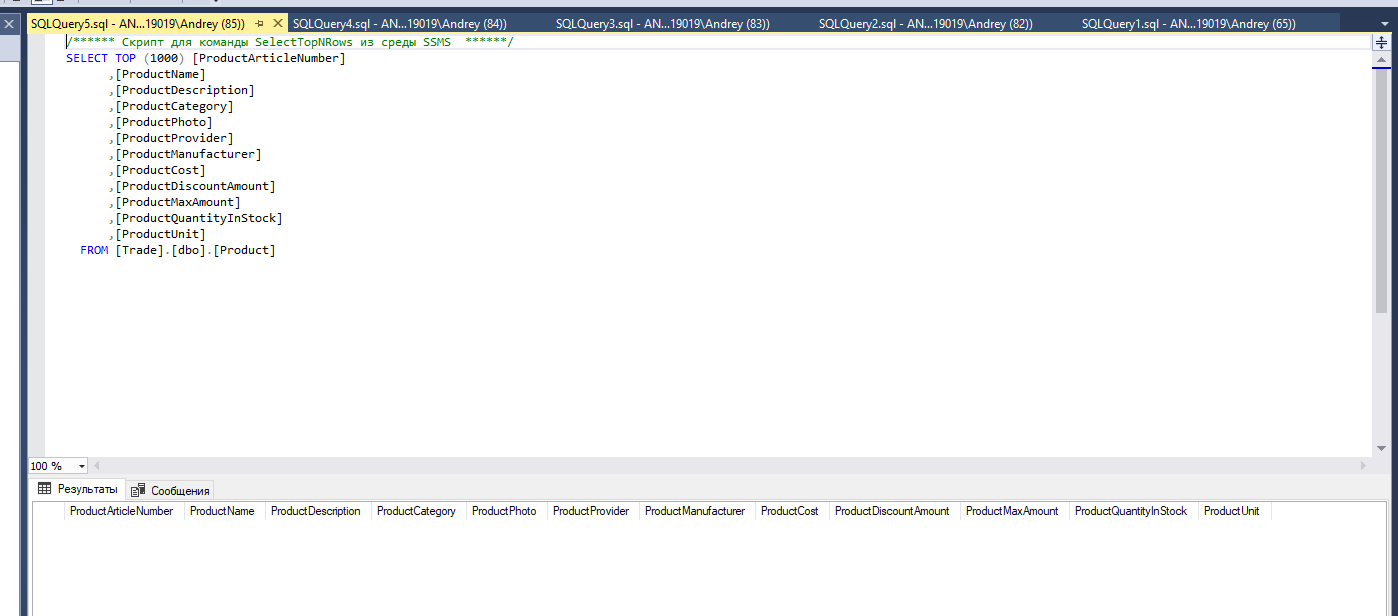 SQLQuery5.sql - AN...19019\Andrey (85)) SQLQuery4.sql - AN...19019\Andrey (84)) SQLQuery3.sql - AN...19019\Andrey (83)) SQLQuery2.sql - AN...19019\Andrey (82)) SQLQuery1.sql - AN...19019\Andrey (65))
/****** Скрипт для команды SelectTopNRows из среды SSMS  ******/
SELECT TOP (1000) [ProductArticleNumber]
,[ProductName]
,[ProductDescription]
,[ProductCategory]
,[ProductPhoto]
,[ProductProvider]
,[ProductManufacturer]
,[ProductCost]
,[ProductDiscountAmount]
,[ProductMaxAmount]
,[ProductQuantityInStock]
,[ProductUnit]
FROM [Trade].[dbo].[Product]
100 %
Результаты Сообщения
ProductArticleNumber ProductName ProductDescription ProductCategory ProductPhoto ProductProvider ProductManufacturer ProductCost ProductDiscountAmount ProductMaxAmount ProductQuantityInStock ProductUnit